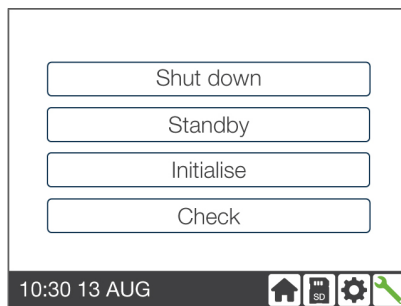 Shut down
Standby
Initialise
Check
10:30 13 AUG
SD